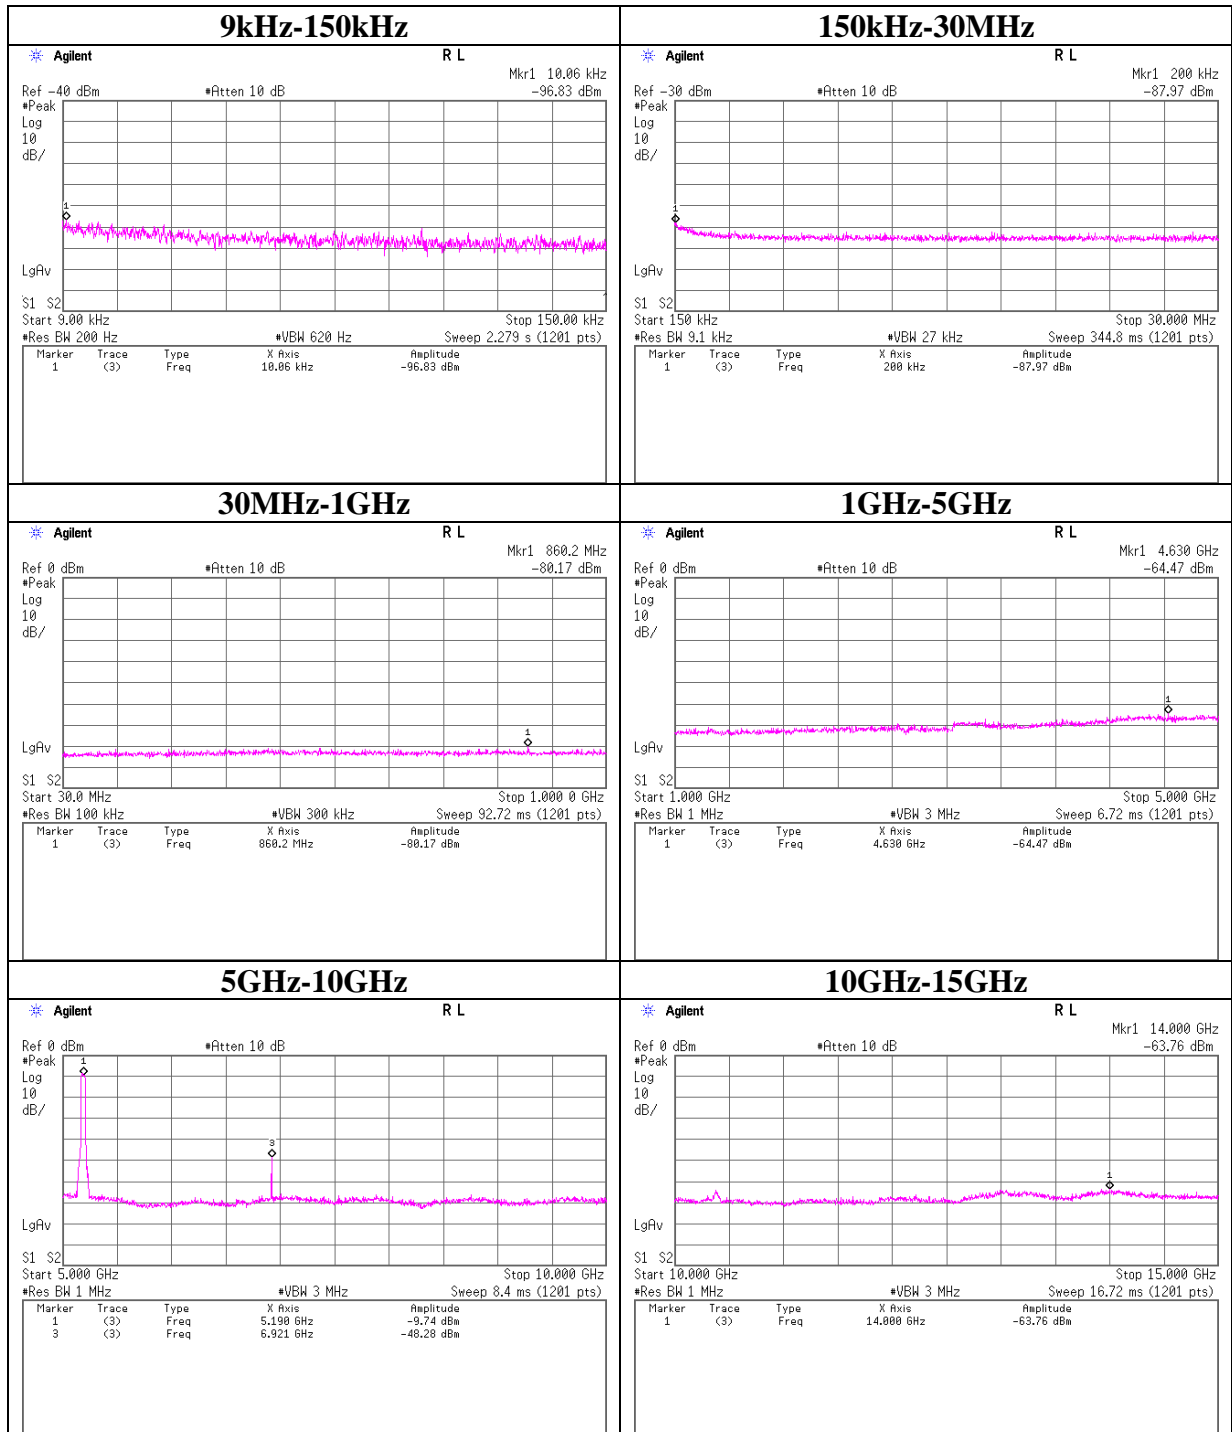 9kHz-150kHz
Agilent R L
Mkr1 10.06 kHz
Ref -40 dBm #Atten 10 dB -96.83 dBm
#Peak
Log
10
dB/
1
LgAv
S1 S2
Start 9.00 kHz Stop 150.00 kHz
#Res BW 200 Hz #VBW 620 Hz Sweep 2.279 s (1201 pts)
Marker Trace Type X Axis Amplitude
1 (3) Freq 10.06 kHz -96.83 dBm
150kHz-30MHz
Agilent R L
Mkr1 200 kHz
Ref -30 dBm #Atten 10 dB -87.97 dBm
#Peak
Log
10
dB/
1
LgAv
S1 S2
Start 150 kHz Stop 30.000 MHz
#Res BW 9.1 kHz #VBW 27 kHz Sweep 344.8 ms (1201 pts)
Marker Trace Type X Axis Amplitude
1 (3) Freq 200 kHz -87.97 dBm
30MHz-1GHz
Agilent R L
Mkr1 860.2 MHz
Ref 0 dBm #Atten 10 dB -80.17 dBm
#Peak
Log
10
dB/
1
LgAv
S1 S2
Start 30.0 MHz Stop 1.000 0 GHz
#Res BW 100 kHz #VBW 300 kHz Sweep 92.72 ms (1201 pts)
Marker Trace Type X Axis Amplitude
1 (3) Freq 860.2 MHz -80.17 dBm
1GHz-5GHz
Agilent R L
Mkr1 4.630 GHz
Ref 0 dBm #Atten 10 dB -64.47 dBm
#Peak
Log
10
dB/
1
LgAv
S1 S2
Start 1.000 GHz Stop 5.000 GHz
#Res BW 1 MHz #VBW 3 MHz Sweep 6.72 ms (1201 pts)
Marker Trace Type X Axis Amplitude
1 (3) Freq 4.630 GHz -64.47 dBm
5GHz-10GHz
Agilent R L
Ref 0 dBm #Atten 10 dB
#Peak
Log
10
dB/
1
3
LgAv
S1 S2
Start 5.000 GHz Stop 10.000 GHz
#Res BW 1 MHz #VBW 3 MHz Sweep 8.4 ms (1201 pts)
Marker Trace Type X Axis Amplitude
1 (3) Freq 5.190 GHz -9.74 dBm
3 (3) Freq 6.921 GHz -48.28 dBm
10GHz-15GHz
Agilent R L
Mkr1 14.000 GHz
Ref 0 dBm #Atten 10 dB -63.76 dBm
#Peak
Log
10
dB/
1
LgAv
S1 S2
Start 10.000 GHz Stop 15.000 GHz
#Res BW 1 MHz #VBW 3 MHz Sweep 16.72 ms (1201 pts)
Marker Trace Type X Axis Amplitude
1 (3) Freq 14.000 GHz -63.76 dBm